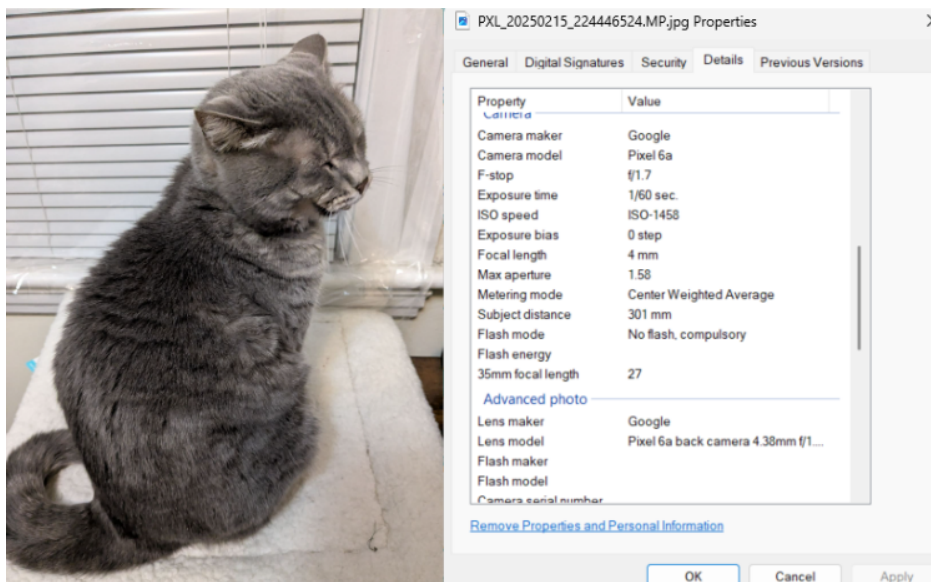 PXL_20250215_224446524.MP.jpg Properties
General Digital Signatures Security Details Previous Versions
Property Value
Camera
Camera maker Google
Camera model Pixel 6a
F-stop f/1.7
Exposure time 1/60 sec.
ISO speed ISO-1458
Exposure bias 0 step
Focal length 4 mm
Max aperture 1.58
Metering mode Center Weighted Average
Subject distance 301 mm
Flash mode No flash, compulsory
Flash energy
35mm focal length 27
Advanced photo
Lens maker Google
Lens model Pixel 6a back camera 4.38mm f/1....
Flash maker
Flash model
Camera serial number
Remove Properties and Personal Information
OK Cancel Apply